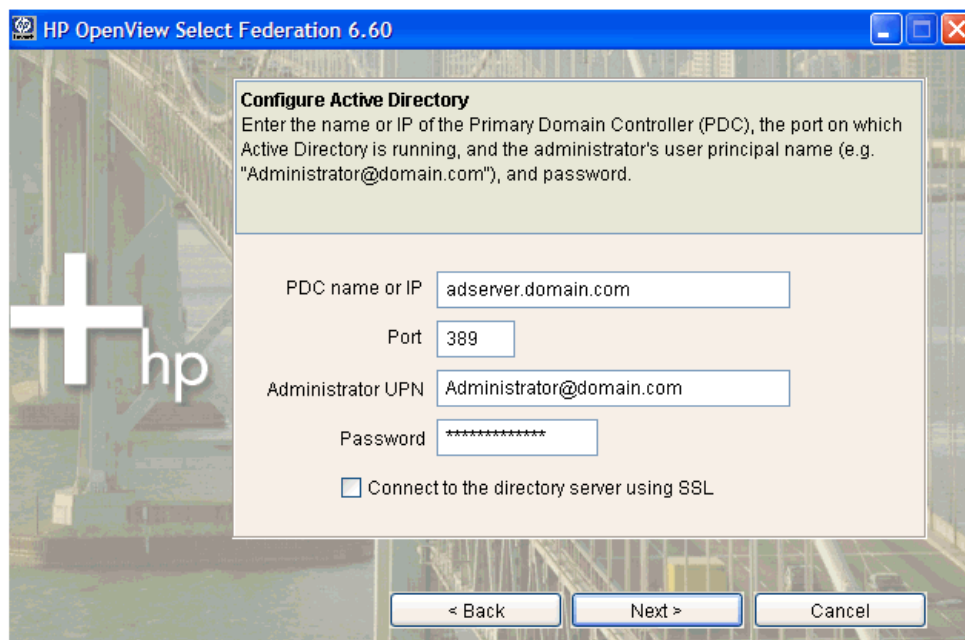 HP OpenView Select Federation 6.60
Configure Active Directory
Enter the name or IP of the Primary Domain Controller (PDC), the port on which
Active Directory is running, and the administrator's user principal name (e.g.
"Administrator@domain.com"), and password.
PDC name or IP adserver.domain.com
Port 389
Administrator UPN Administrator@domain.com
Password *************
Connect to the directory server using SSL
hp
< Back Next > Cancel